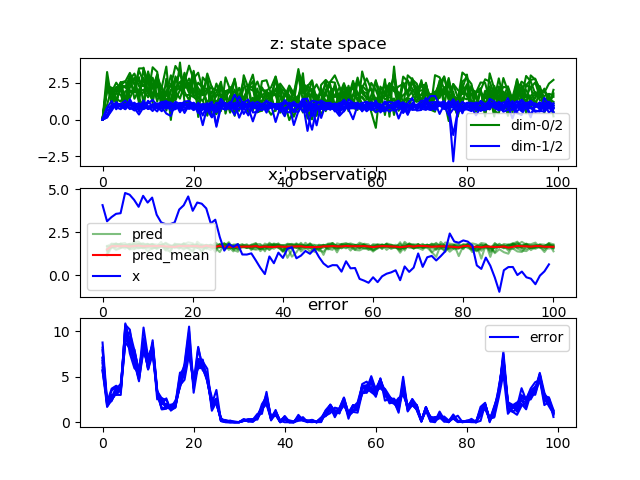 z: state space
2.5
0.0
−2.5
dim-0/2
dim-1/2
0 20 40 60 80 100
x: observation
5.0
2.5
0.0
pred
pred_mean
x
0 20 40 60 80 100
error
10
5
0
error
0 20 40 60 80 100